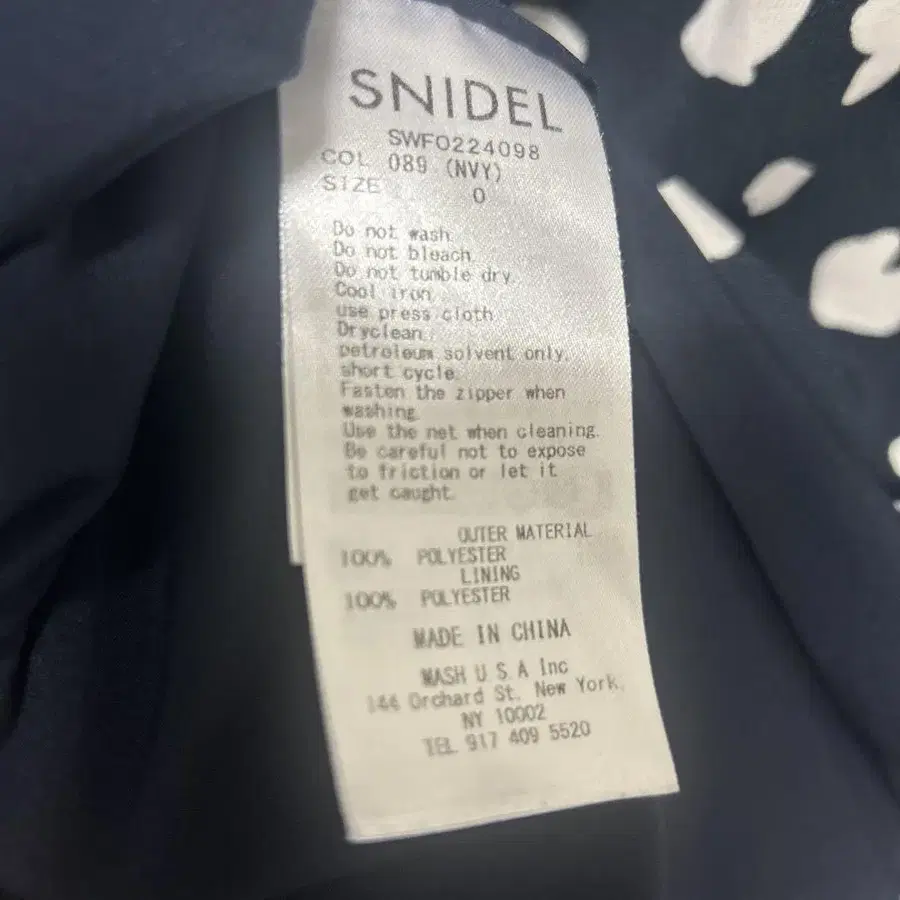 SNIDEL
SWFO224098
COL 089 (NVY)
SIZE 0
Do not wash.
Do not bleach.
Do not tumble dry.
Cool iron.
use press cloth
Dryclean.
petroleum solvent only.
short cycle.
Fasten the zipper when
washing.
Use the net when cleaning.
Be careful not to expose
to friction or let it
get caught.
OUTER MATERIAL
100% POLYESTER
LINING
100% POLYESTER
MADE IN CHINA
MASH U.S.A Inc
144 Orchard St. New York,
NY 10002
TEL 917 409 5520